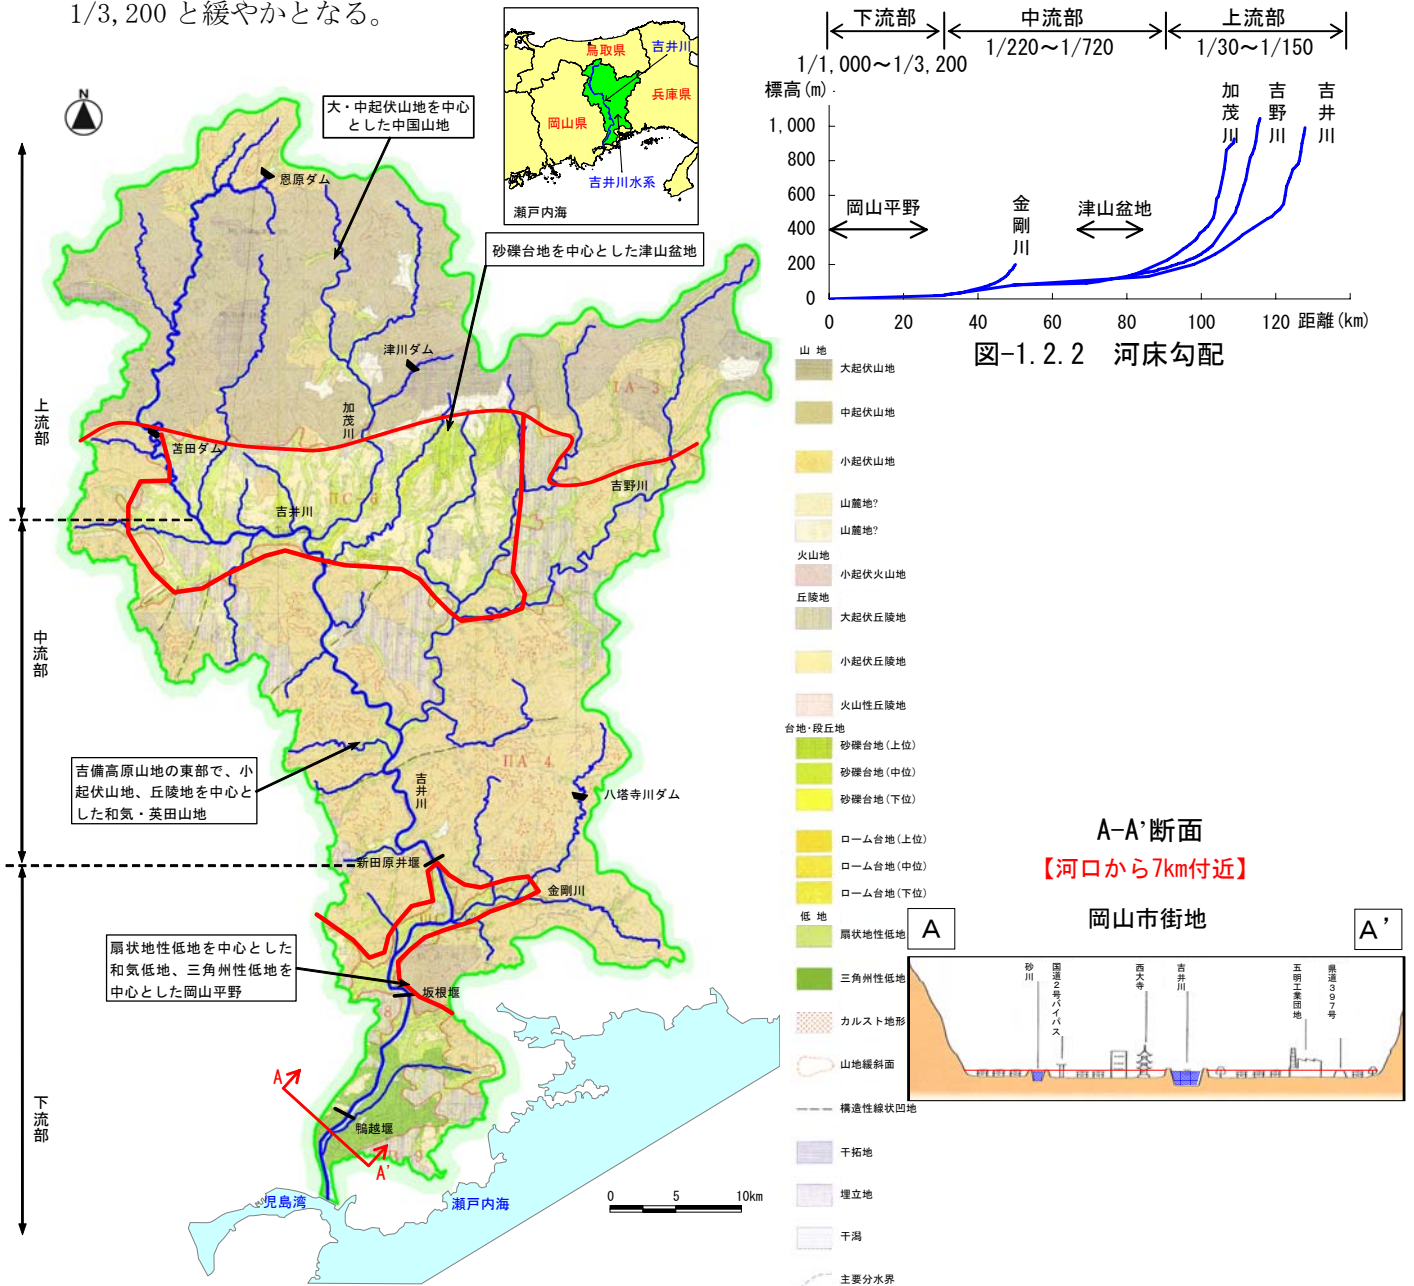 1/3,200 と緩やかとなる。
N
大・中起伏山地を中心
とした中国山地
恩原ダム
鳥取県
吉井川
兵庫県
岡山県
吉井川水系
瀬戸内海
砂礫台地を中心とした津山盆地
津川ダム
加茂川
苫田ダム
吉野川
吉井川
上流部
中流部
下流部
吉備高原山地の東部で、小
起伏山地、丘陵地を中心と
した和気・英田山地
吉井川
八塔寺川ダム
新田原井堰
金剛川
扇状地性低地を中心とした
和気低地、三角州性低地を
中心とした岡山平野
坂根堰
鴨越堰
A
A'
児島湾
瀬戸内海
0 5 10km
ⅠA-3
ⅡC-6
ⅡA 4
下流部 中流部 上流部
1/1,000～1/3,200 1/220～1/720 1/30～1/150
標高(m)
加茂川
吉野川
吉井川
金剛川
岡山平野
津山盆地
1,000
800
600
400
200
0
0 20 40 60 80 100 120 距離(km)
図-1.2.2 河床勾配
山 地
大起伏山地
中起伏山地
小起伏山地
山麓地?
山麓地?
火山地
小起伏火山地
丘陵地
大起伏丘陵地
小起伏丘陵地
火山性丘陵地
台地・段丘地
砂礫台地(上位)
砂礫台地(中位)
砂礫台地(下位)
ローム台地(上位)
ローム台地(中位)
ローム台地(下位)
低 地
扇状地性低地
三角州性低地
カルスト地形
山地緩斜面
構造性線状凹地
干拓地
埋立地
干潟
主要分水界
A-A’断面
【河口から7km付近】
岡山市街地
A
A’
砂川
国道2号バイパス
西大寺
吉井川
五明工業団地
県道397号